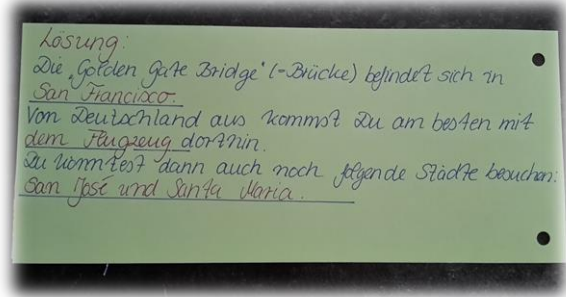 Lösung:
Die "Golden Gate Bridge" (-Brücke) befindet sich in
San Francisco.
Von Deutschland aus kommst Du am besten mit
dem Flugzeug dorthin.
Du könntest dann auch noch folgende Städte besuchen:
San José und Santa Maria.